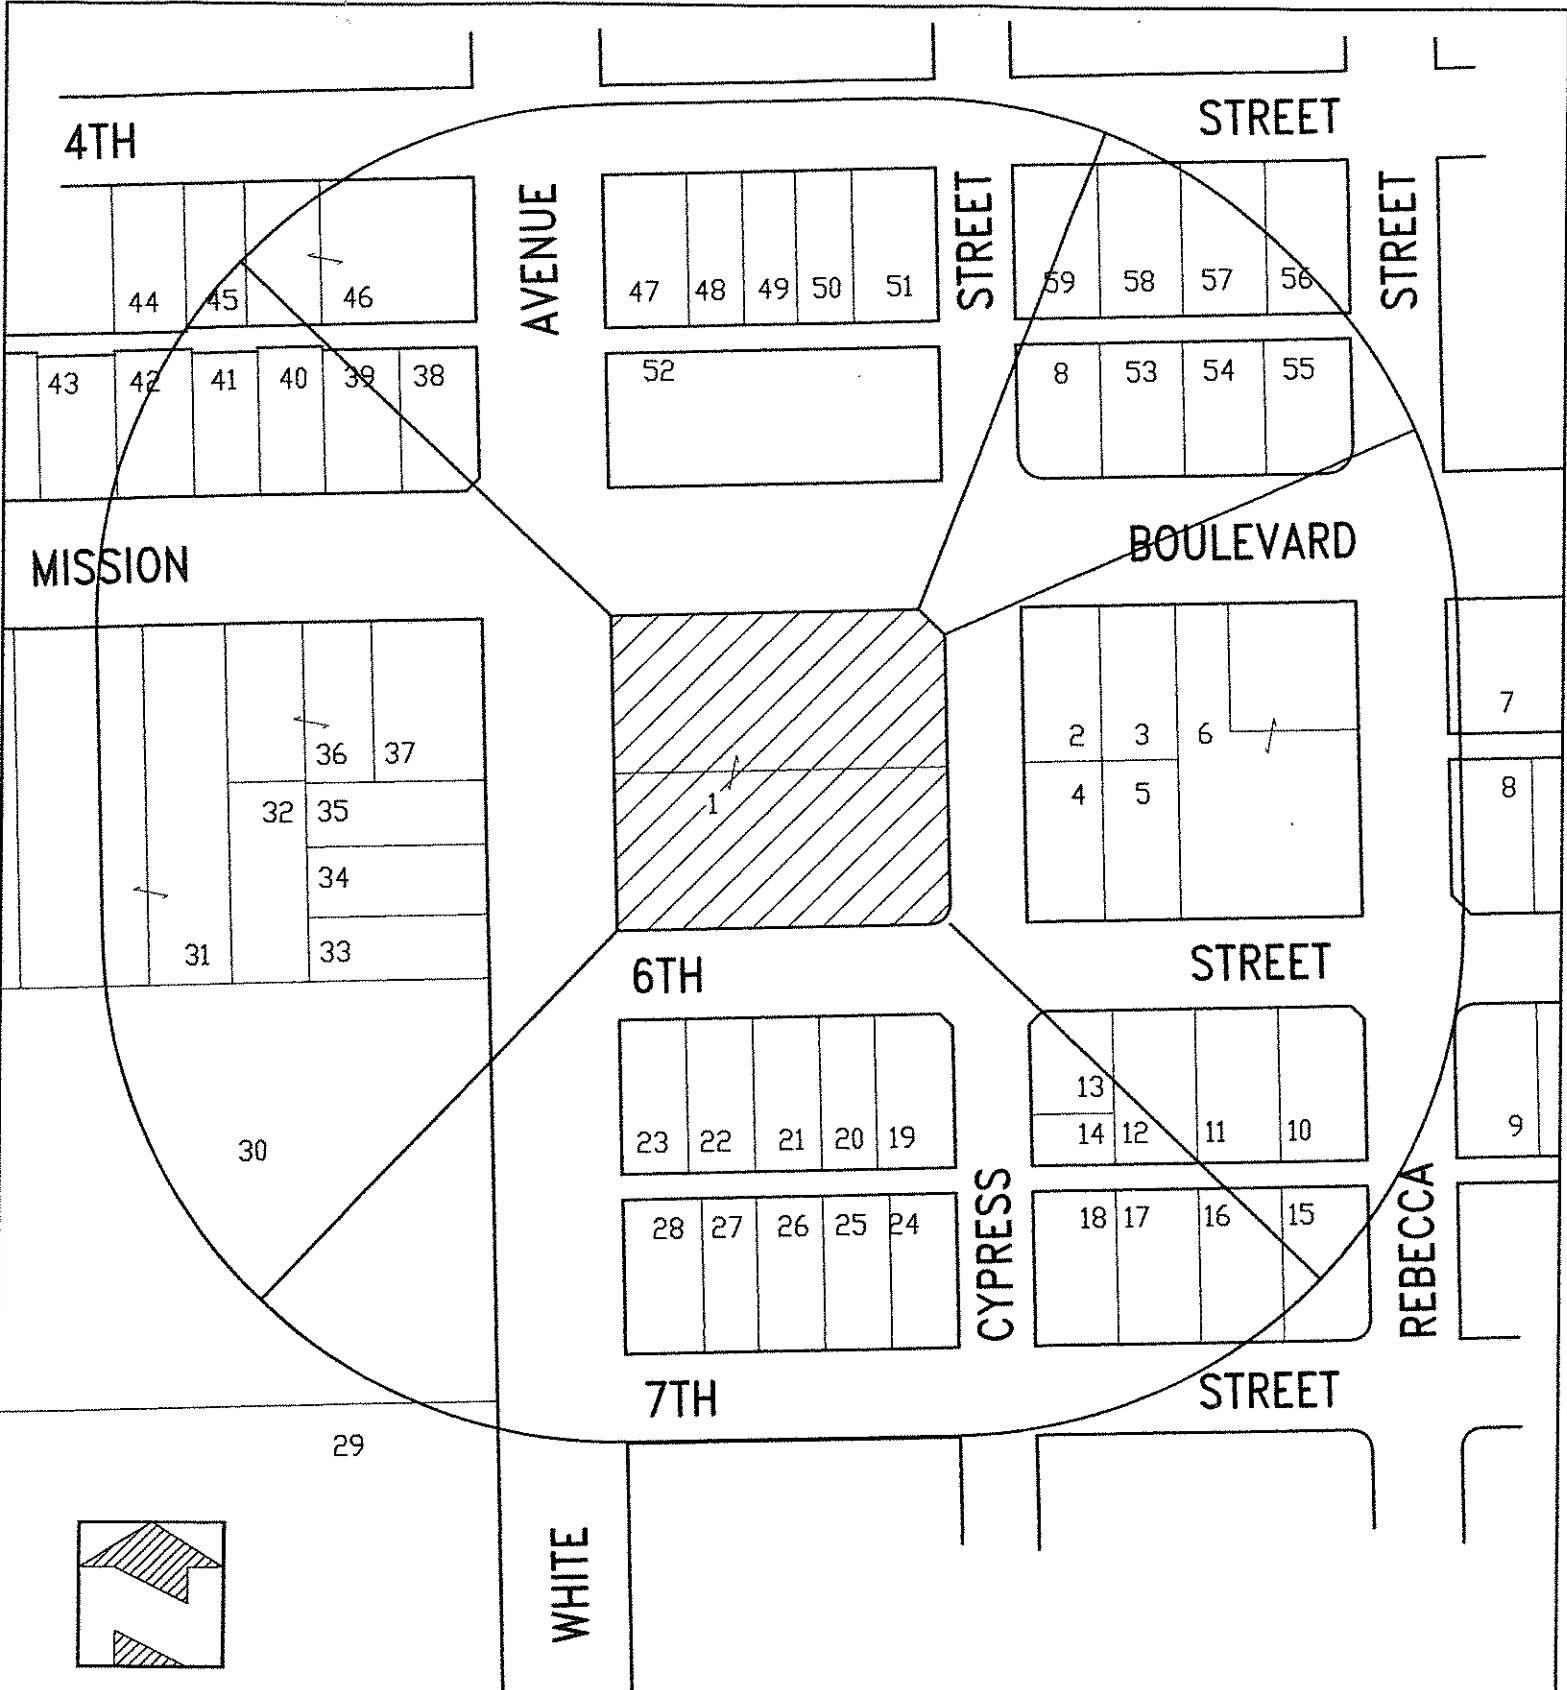 4TH
STREET
AVENUE
STREET
STREET
44 45 46 47 48 49 50 51 59 58 57 56
43 42 41 40 39 38 52 8 53 54 55
MISSION
BOULEVARD
36 37 2 3 6 7
32 35 1 4 5 8
34
31 33
6TH
STREET
13
30 23 22 21 20 19 14 12 11 10 9
28 27 26 25 24 18 17 16 15
CYPRESS
REBECCA
7TH
STREET
29
WHITE